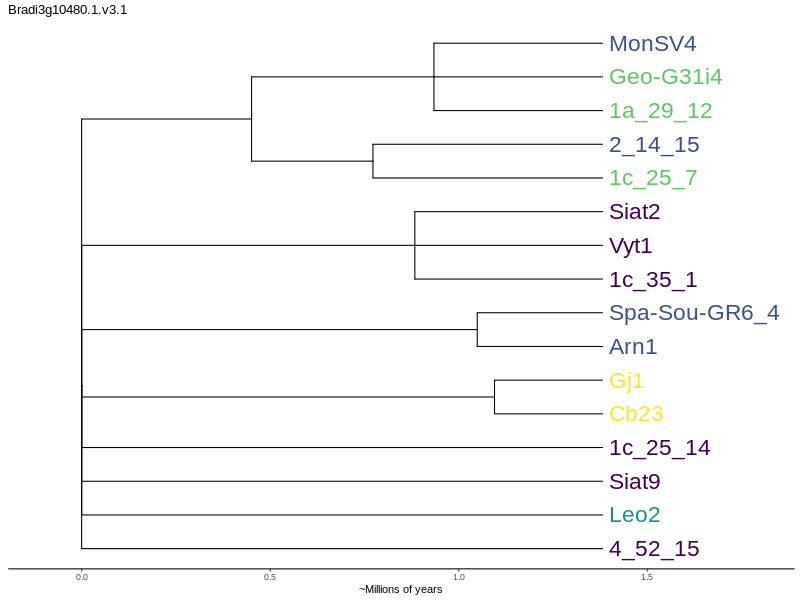 Bradi3g10480.1.v3.1
MonSV4
Geo-G31i4
1a_29_12
2_14_15
1c_25_7
Siat2
Vyt1
1c_35_1
Spa-Sou-GR6_4
Arn1
Gj1
Cb23
1c_25_14
Siat9
Leo2
4_52_15
0.0 0.5 1.0 1.5
~Millions of years